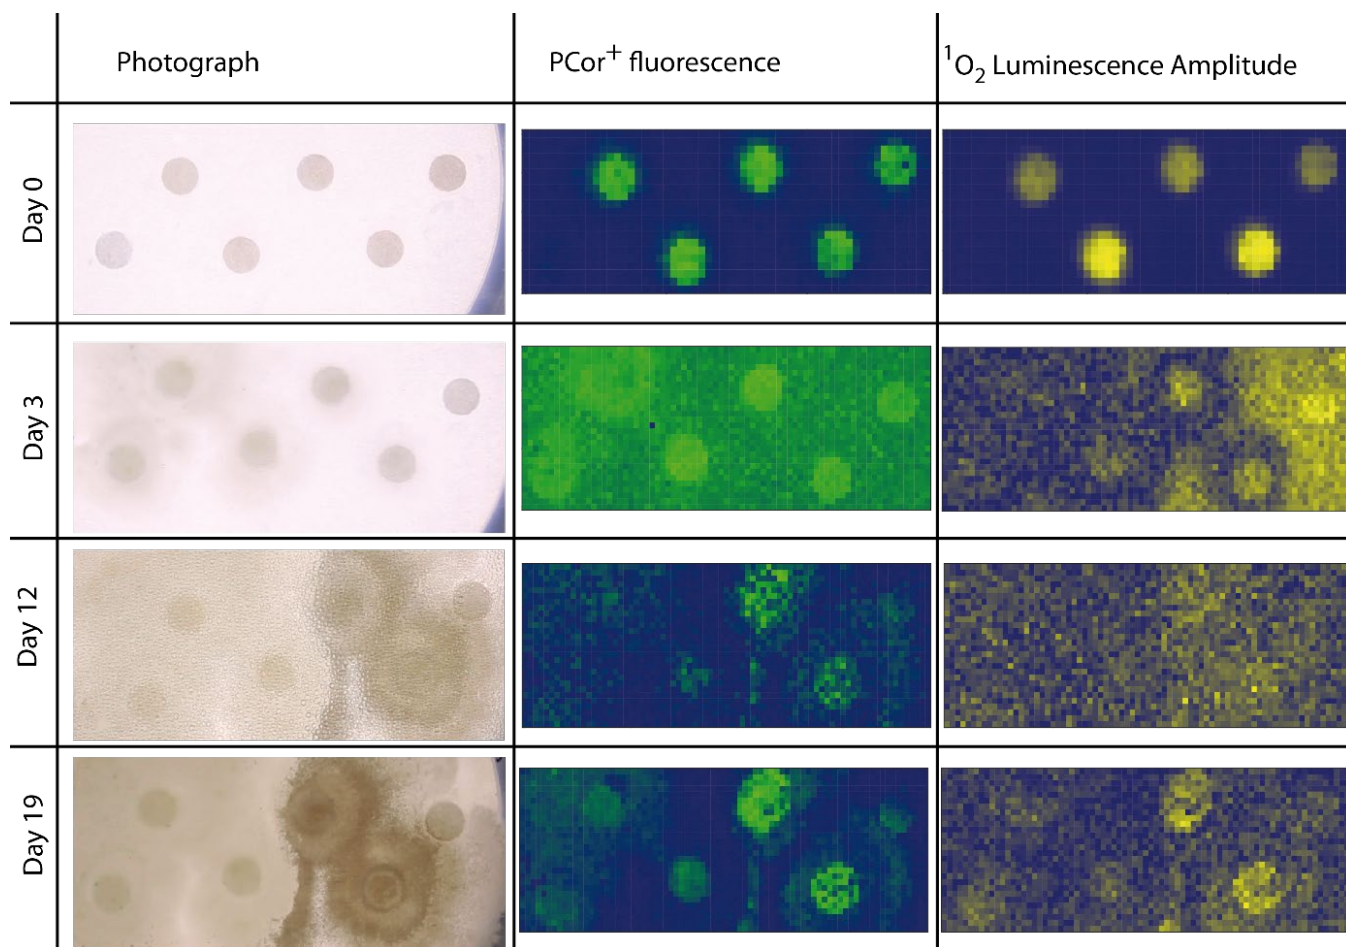 Photograph
PCor⁺ fluorescence
¹O₂ Luminescence Amplitude
Day 0
Day 3
Day 12
Day 19